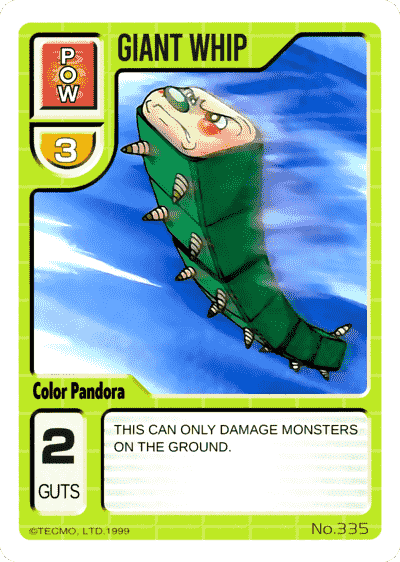 GIANT WHIP
POW
3
Color Pandora
2
GUTS
THIS CAN ONLY DAMAGE MONSTERS
ON THE GROUND.
©TECMO, LTD.1999
No.335